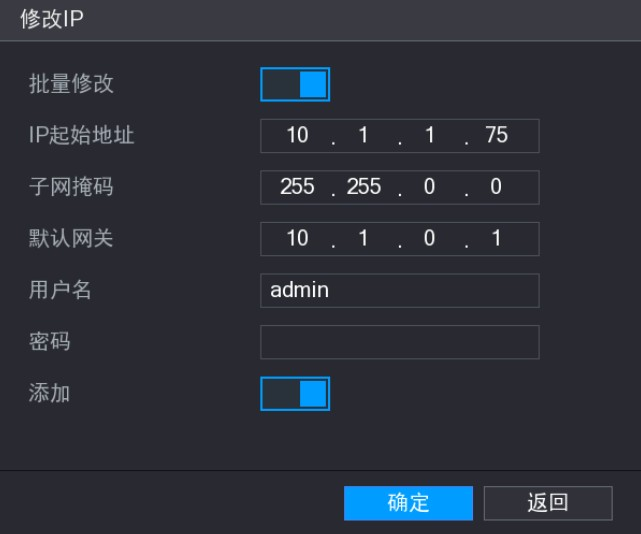 修改IP
批量修改
IP起始地址 10 . 1 . 1 . 75
子网掩码 255 . 255 . 0 . 0
默认网关 10 . 1 . 0 . 1
用户名 admin
密码
添加
确定 返回